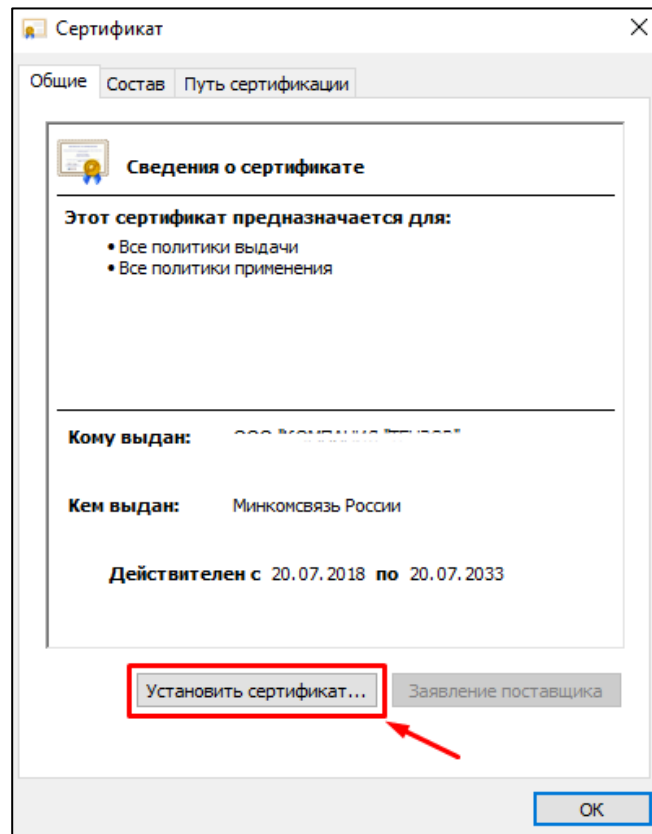 Сертификат
Общие Состав Путь сертификации
Сведения о сертификате
Этот сертификат предназначается для:
• Все политики выдачи
• Все политики применения
Кому выдан:
Кем выдан: Минкомсвязь России
Действителен с 20.07.2018 по 20.07.2033
Установить сертификат... Заявление поставщика
ОК